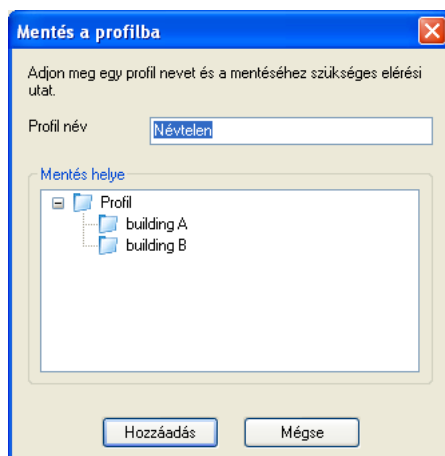 Mentés a profilba
Adjon meg egy profil nevet és a mentéséhez szükséges elérési
utat.
Profil név
Névtelen
Mentés helye
Profil
building A
building B
Hozzáadás
Mégse